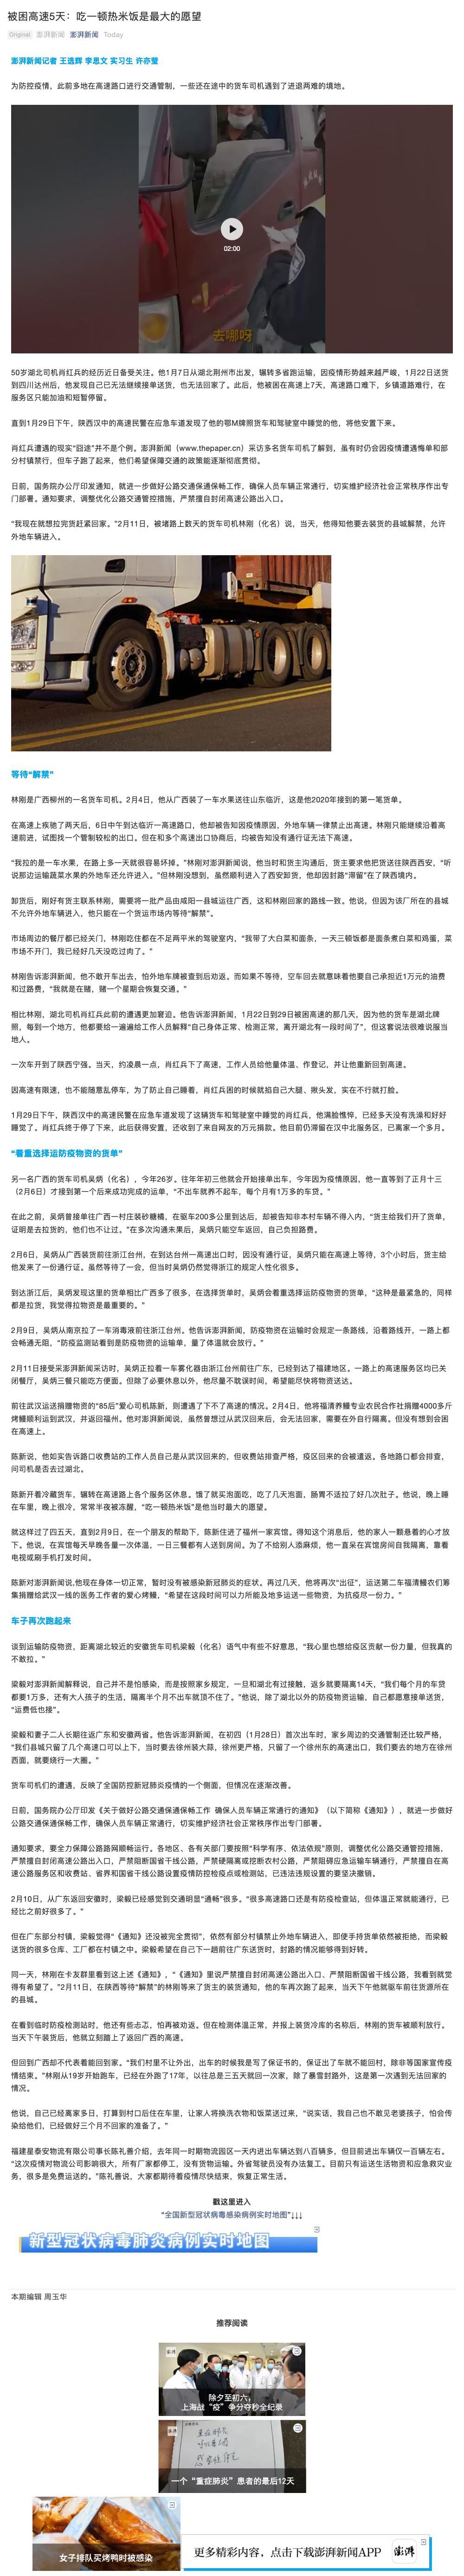 被困高速5天：吃一顿热米饭是最大的愿望
Original 澎湃新闻 澎湃新闻 Today
澎湃新闻记者 王选辉 李思文 实习生 许亦蕾
为防控疫情，此前多地在高速路口进行交通管制，一些还在途中的货车司机遇到了进退两难的境地。
02:00
去哪呀
50岁湖北司机肖红兵的经历近日备受关注。他1月7日从湖北荆州市出发，辗转多省跑运输，因疫情形势越来越严峻，1月22日送货
到四川达州后，他发现自己已无法继续接单送货，也无法回家了。此后，他被困在高速上7天，高速路口难下，乡镇道路难行，在
服务区只能加油和短暂停留。
直到1月29日下午，陕西汉中的高速民警在应急车道发现了他的鄂M牌照货车和驾驶室中睡觉的他，将他安置下来。
肖红兵遭遇的现实“囧途”并不是个例。澎湃新闻（www.thepaper.cn）采访多名货车司机了解到，虽有时仍会因疫情遭遇悔单和部
分村镇禁行，但车子跑了起来，他们希望保障交通的政策能逐渐彻底贯彻。
日前，国务院办公厅印发通知，就进一步做好公路交通保通保畅工作，确保人员车辆正常通行，切实维护经济社会正常秩序作出专
门部署。通知要求，调整优化公路交通管控措施，严禁擅自封闭高速公路出入口。
“我现在就想拉完货赶紧回家。”2月11日，被堵路上数天的货车司机林刚（化名）说，当天，他得知他要去装货的县城解禁，允许
外地车辆进入。
等待“解禁”
林刚是广西柳州的一名货车司机。2月4日，他从广西装了一车水果送往山东临沂，这是他2020年接到的第一笔货单。
在高速上疾驰了两天后，6日中午到达临沂一高速路口，他却被告知因疫情原因，外地车辆一律禁止出高速。林刚只能继续沿着高
速前进，试图找一个管制较松的出口。但在和多个高速出口协商后，均被告知没有通行证无法下高速。
“我拉的是一车水果，在路上多一天就很容易坏掉。”林刚对澎湃新闻说，他当时和货主沟通后，货主要求他把货送往陕西西安，“听
说那边运输蔬菜水果的外地车还允许进入。”但林刚没想到，虽然顺利进入了西安卸货，他却因封路“滞留”在了陕西境内。
卸货后，刚好有货主联系林刚，需要将一批产品由咸阳一县城运往广西，这和林刚回家的路线一致。他说，但因为该厂所在的县城
不允许外地车辆进入，他只能在一个货运市场内等待“解禁”。
市场周边的餐厅都已经关门，林刚吃住都在不足两平米的驾驶室内，“我带了大白菜和面条，一天三顿饭都是面条煮白菜和鸡蛋，菜
市场不开门，我已经好几天没吃过肉了。”
林刚告诉澎湃新闻，他不敢开车出去，怕外地车牌被查到后劝返。而如果不等待，空车回去就意味着他要自己承担近1万元的油费
和过路费，“我就是在赌，赌一个星期会恢复交通。”
相比林刚，湖北司机肖红兵此前的遭遇更加窘迫。他告诉澎湃新闻，1月22日到29日被困高速的那几天，因为他的货车是湖北牌
照，每到一个地方，他都要给一遍遍给工作人员解释“自己身体正常、检测正常，离开湖北有一段时间了”，但这套说法很难说服当
地人。
一次车开到了陕西宁强。当天，约凌晨一点，肖红兵下了高速，工作人员给他量体温、作登记，并让他重新回到高速。
因高速有限速，也不能随意乱停车，为了防止自己睡着，肖红兵困的时候就掐自己大腿、揪头发，实在不行就打脸。
1月29日下午，陕西汉中的高速民警在应急车道发现了这辆货车和驾驶室中睡觉的肖红兵，他满脸憔悴，已经多天没有洗澡和好好
睡觉了。肖红兵终于停了下来，此后获得安置，还收到了来自网友的万元捐款。他目前仍滞留在汉中北服务区，已离家一个多月。
“看重选择运防疫物资的货单”
另一名广西的货车司机吴炳（化名），今年26岁。往年年初三他就会开始接单出车，今年因为疫情原因，他一直等到了正月十三
（2月6日）才接到第一个后来成功完成的运单，“不出车就养不起车，每个月有1万多的车贷。”
在此之前，吴炳曾接单往广西一村庄装砂糖桶，在驱车200多公里到达后，却被告知非本村车辆不得入内，“货主给我们开了货单，
证明是去拉货的，他们也不让过。”在多次沟通未果后，吴炳只能空车返回，自己负担路费。
2月6日，吴炳从广西装货前往浙江台州，在到达台州一高速出口时，因没有通行证，吴炳只能在高速上等待，3个小时后，货主给
他发来了一份通行证。虽然等待了一会，但当时吴炳仍然觉得浙江的规定人性化很多。
到达浙江后，吴炳发现这里的货单相比广西多了很多，在选择货单时，吴炳会看重选择运防疫物资的货单，“这种是最紧急的，同样
都是拉货，我觉得拉物资是最重要的。”
2月9日，吴炳从南京拉了一车消毒液前往浙江台州。他告诉澎湃新闻，防疫物资在运输时会规定一条路线，沿着路线开，一路上都
会畅通无阻，“防疫监测站看到是防疫物资的运输单，量了体温就会放行。”
2月11日接受采澎湃新闻采访时，吴炳正拉着一车雾化器由浙江台州前往广东，已经到达了福建地区。一路上的高速服务区均已关
闭餐厅，吴炳三餐只能吃方便面。但除了必要休息以外，他尽量不耽误时间，希望能尽快将物资送达。
前往武汉运送捐赠物资的“85后”爱心司机陈新，则遭遇了下不了高速的情况。2月4日，他将福清养鳗专业农民合作社捐赠4000多斤
烤鳗顺利运到武汉，并返回福州。他对澎湃新闻说，虽然曾想过从武汉回来后，会无法回家，需要在外自行隔离。但没有想到会困
在高速上。
陈新说，他如实告诉路口收费站的工作人员自己是从武汉回来的，但收费站排查严格，疫区回来的会被遣返。各地路口都会排查，
问司机是否去过湖北。
陈新开着冷藏货车，辗转在高速路上各个服务区休息。饿了就买泡面吃，吃了几天泡面，肠胃不适拉了好几次肚子。他说，晚上睡
在车里，晚上很冷，常常半夜被冻醒，“吃一顿热米饭”是他当时最大的愿望。
就这样过了四五天，直到2月9日，在一个朋友的帮助下，陈新住进了福州一家宾馆。得知这个消息后，他的家人一颗悬着的心才放
下。他说，在宾馆每天早晚各量一次体温，一日三餐都有人送到房间。为了不给别人添麻烦，他一直呆在宾馆房间自我隔离，靠看
电视或刷手机打发时间。
陈新对澎湃新闻说,他现在身体一切正常，暂时没有被感染新冠肺炎的症状。再过几天，他将再次“出征”，运送第二车福清鳗农们筹
集捐赠给武汉一线的医务工作者的爱心烤鳗，“希望在这段时间可以力所能及地多运送一些物资，为抗疫尽一份力。”
车子再次跑起来
谈到运输防疫物资，距离湖北较近的安徽货车司机梁毅（化名）语气中有些不好意思，“我心里也想给疫区贡献一份力量，但我真的
不敢拉。”
梁毅对澎湃新闻解释说，自己并不是怕感染，而是按照家乡规定，一旦和湖北有过接触，返乡就要隔离14天，“我们每个月的车贷
都要1万多，还有大人孩子的生活，隔离半个月不出车就顶不住了。”他说，除了湖北以外的防疫物资运输，自己都愿意接单送货，
“运费低也接”。
梁毅和妻子二人长期往返广东和安徽两省。他告诉澎湃新闻，在初四（1月28日）首次出车时，家乡周边的交通管制还比较严格，
“我们县城只留了几个高速口可以上下，当时要去徐州装大蒜，徐州更严格，只留了一个徐州东的高速出口，我们要去的地方在徐州
西面，就要绕行一大圈。”
货车司机们的遭遇，反映了全国防控新冠肺炎疫情的一个侧面，但情况在逐渐改善。
日前，国务院办公厅印发《关于做好公路交通保通保畅工作 确保人员车辆正常通行的通知》（以下简称《通知》），就进一步做好
公路交通保通保畅工作，确保人员车辆正常通行，切实维护经济社会正常秩序作出专门部署。
通知要求，要全力保障公路路网顺畅运行。各地区、各有关部门要按照“科学有序、依法依规”原则，调整优化公路交通管控措施，
严禁擅自封闭高速公路出入口，严禁阻断国省干线公路，严禁硬隔离或挖断农村公路，严禁阻碍应急运输车辆通行，严禁擅自在高
速公路服务区和收费站、省界和国省干线公路设置疫情防控检疫点或检测站，已违法违规设置的要坚决撤销。
2月10日，从广东返回安徽时，梁毅已经感觉到交通明显“通畅”很多。“很多高速路口还是有防疫检查站，但体温正常就能通行，已
经比之前好很多了。”
但在广东部分村镇，梁毅觉得“《通知》还没被完全贯彻”，依然有部分村镇禁止外地车辆进入，即使手持货单依然被拒绝，而梁毅
送货的很多仓库、工厂都在村镇之中。梁毅希望在自己下一趟前往广东送货时，封路的情况能够得到好转。
同一天，林刚在卡友群里看到这上述《通知》，“《通知》里说严禁擅自封闭高速公路出入口、严禁阻断国省干线公路，我看到就觉
得有希望了。”2月11日，在陕西等待“解禁”的林刚等来了货主的装货通知，他的车再次跑了起来，当天下午他就驱车前往货源所在
的县城。
在看到临时防疫检测站时，他还有些忐忑，怕再被劝返。但在检测体温正常，并报上装货冷库的名称后，林刚的货车被顺利放行。
当天下午装货后，他就立刻踏上了返回广西的高速。
但回到广西却不代表着能回到家。“我们村里不让外出，出车的时候我是写了保证书的，保证出了车就不能回村，除非等国家宣传疫
情结束。”林刚从19岁开始跑车，已经在外跑了17年，以往总是三五天就回一次家，除了暴雪封路外，这是第一次遇到无法回家的
情况。
他说，自己已经离家多日，打算到村口后住在车里，让家人将换洗衣物和饭菜送过来，“说实话，我自己也不敢见老婆孩子，怕会传
染给他们，已经做好三个月不回家的准备了。”
福建星泰安物流有限公司事长陈礼善介绍，去年同一时期物流园区一天内进出车辆达到八百辆多，但目前进出车辆仅一百辆左右。
“这次疫情对物流公司影响很大，所有厂家都停工，没有货物运输。外省驾驶员没有办法复工。目前只有运送生活物资和应急救灾业
务，很多是免费运送的。”陈礼善说，大家都期待着疫情尽快结束，恢复正常生活。
戳这里进入
“全国新型冠状病毒感染病例实时地图”↓↓↓
新型冠状病毒肺炎病例实时地图
本期编辑 周玉华
推荐阅读
澎湃
除夕至初六，
上海战“疫”争分夺秒全纪录
澎湃
一个“重症肺炎”患者的最后12天
澎湃
女子排队买烤鸭时被感染
更多精彩内容，点击下载澎湃新闻APP
澎湃